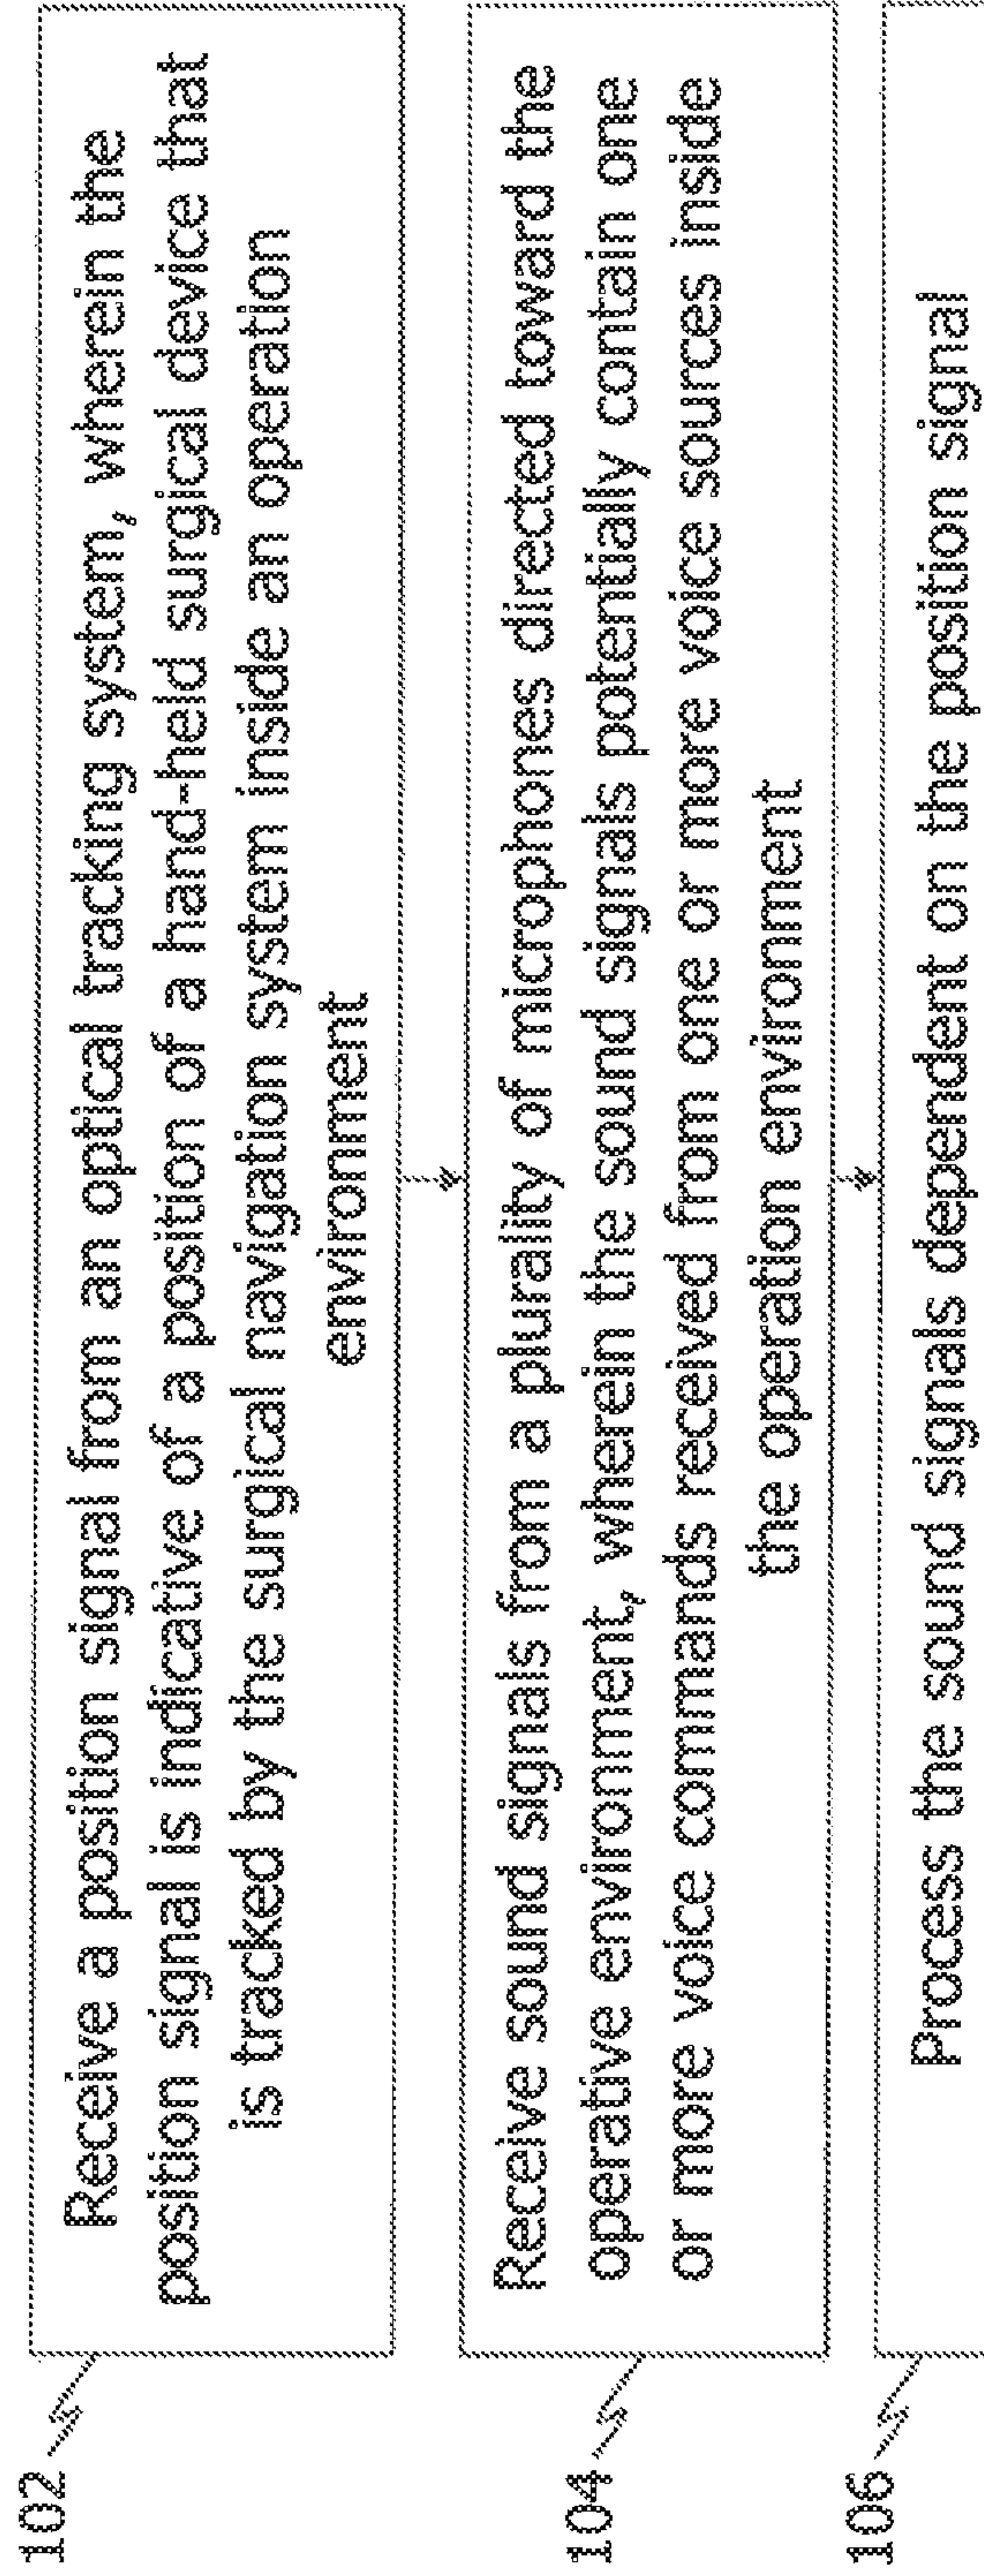 102
Receive a position signal from an optical tracking system, wherein the
position signal is indicative of a position of a hand-held surgical device that
is tracked by the surgical navigation system inside an operation
environment
104
Receive sound signals from a plurality of microphones directed toward the
operative environment, wherein the sound signals potentially contain one
or more voice commands received from one or more voice sources inside
the operation environment
106
Process the sound signals dependent on the position signal